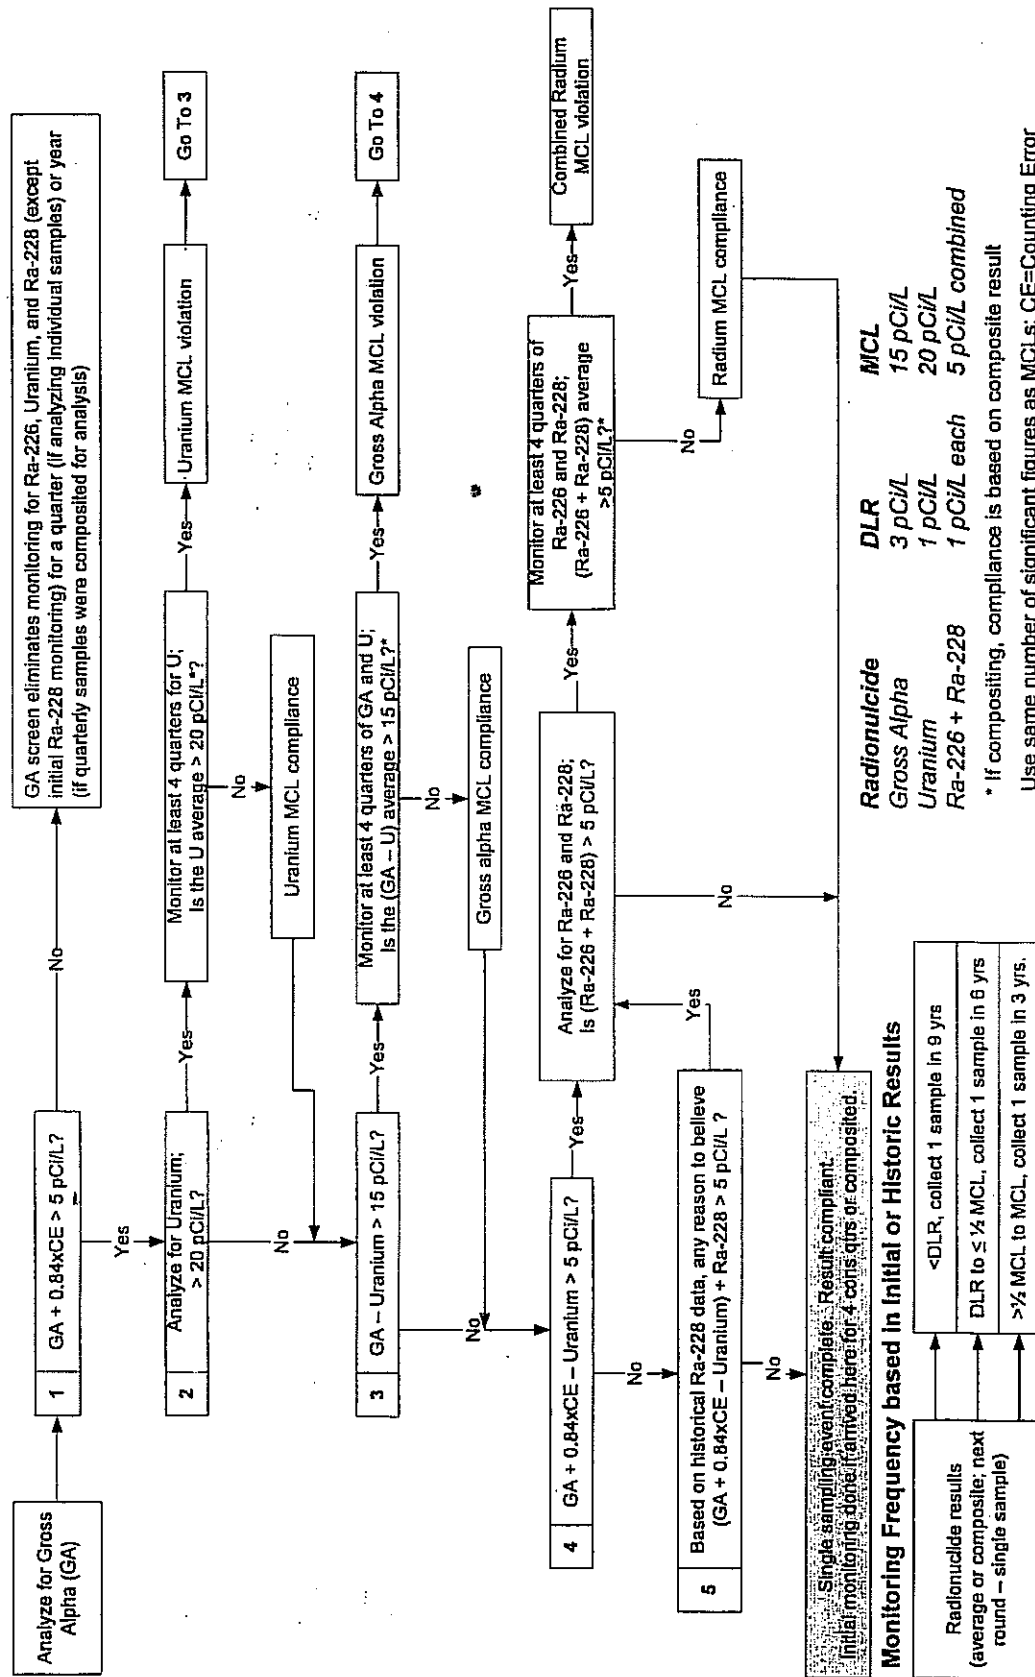 Analyze for Gross
Alpha (GA)
1
GA + 0.84xCE > 5 pCi/L?
No
GA screen eliminates monitoring for Ra-226, Uranium, and Ra-228 (except
initial Ra-228 monitoring) for a quarter (if analyzing individual samples) or year
(if quarterly samples were composited for analysis)
Yes
2
Analyze for Uranium;
> 20 pCi/L?
Yes
Monitor at least 4 quarters for U;
Is the U average > 20 pCi/L*?
Yes
Uranium MCL violation
Go To 3
No
Uranium MCL compliance
No
3
GA – Uranium > 15 pCi/L?
Yes
Monitor at least 4 quarters of GA and U;
Is the (GA – U) average > 15 pCi/L?*
Yes
Gross Alpha MCL violation
Go To 4
No
Gross alpha MCL compliance
No
4
GA + 0.84xCE – Uranium > 5 pCi/L?
Yes
Analyze for Ra-226 and Ra-228;
Is (Ra-226 + Ra-228) > 5 pCi/L?
Yes
Monitor at least 4 quarters of
Ra-226 and Ra-228;
(Ra-226 + Ra-228) average
>5 pCi/L?*
Yes
Combined Radium
MCL violation
No
Radium MCL compliance
No
No
5
Based on historical Ra-228 data, any reason to believe
(GA + 0.84xCE – Uranium) + Ra-228 > 5 pCi/L ?
Yes
No
Single sampling event complete. Result compliant.
Initial monitoring done if arrived here for 4 cons qtrs or composited.
Monitoring Frequency based in Initial or Historic Results
Radionuclide results
(average or composite; next
round – single sample)
<DLR, collect 1 sample in 9 yrs
DLR to ≤ ½ MCL, collect 1 sample in 6 yrs
>½ MCL to MCL, collect 1 sample in 3 yrs.
Radionulcide DLR MCL
Gross Alpha 3 pCi/L 15 pCi/L
Uranium 1 pCi/L 20 pCi/L
Ra-226 + Ra-228 1 pCi/L each 5 pCi/L combined
* If compositing, compliance is based on composite result
Use same number of significant figures as MCLs; CE=Counting Error